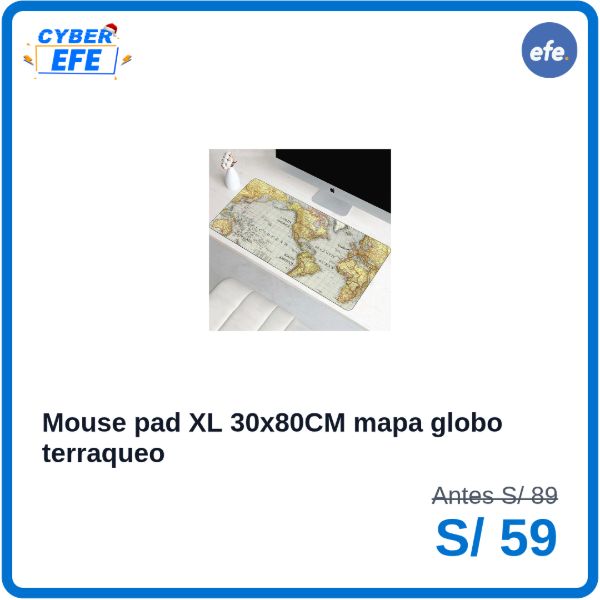 CYBER
EFE
efe.
Mouse pad XL 30x80CM mapa globo
terraqueo
Antes S/ 89
S/ 59